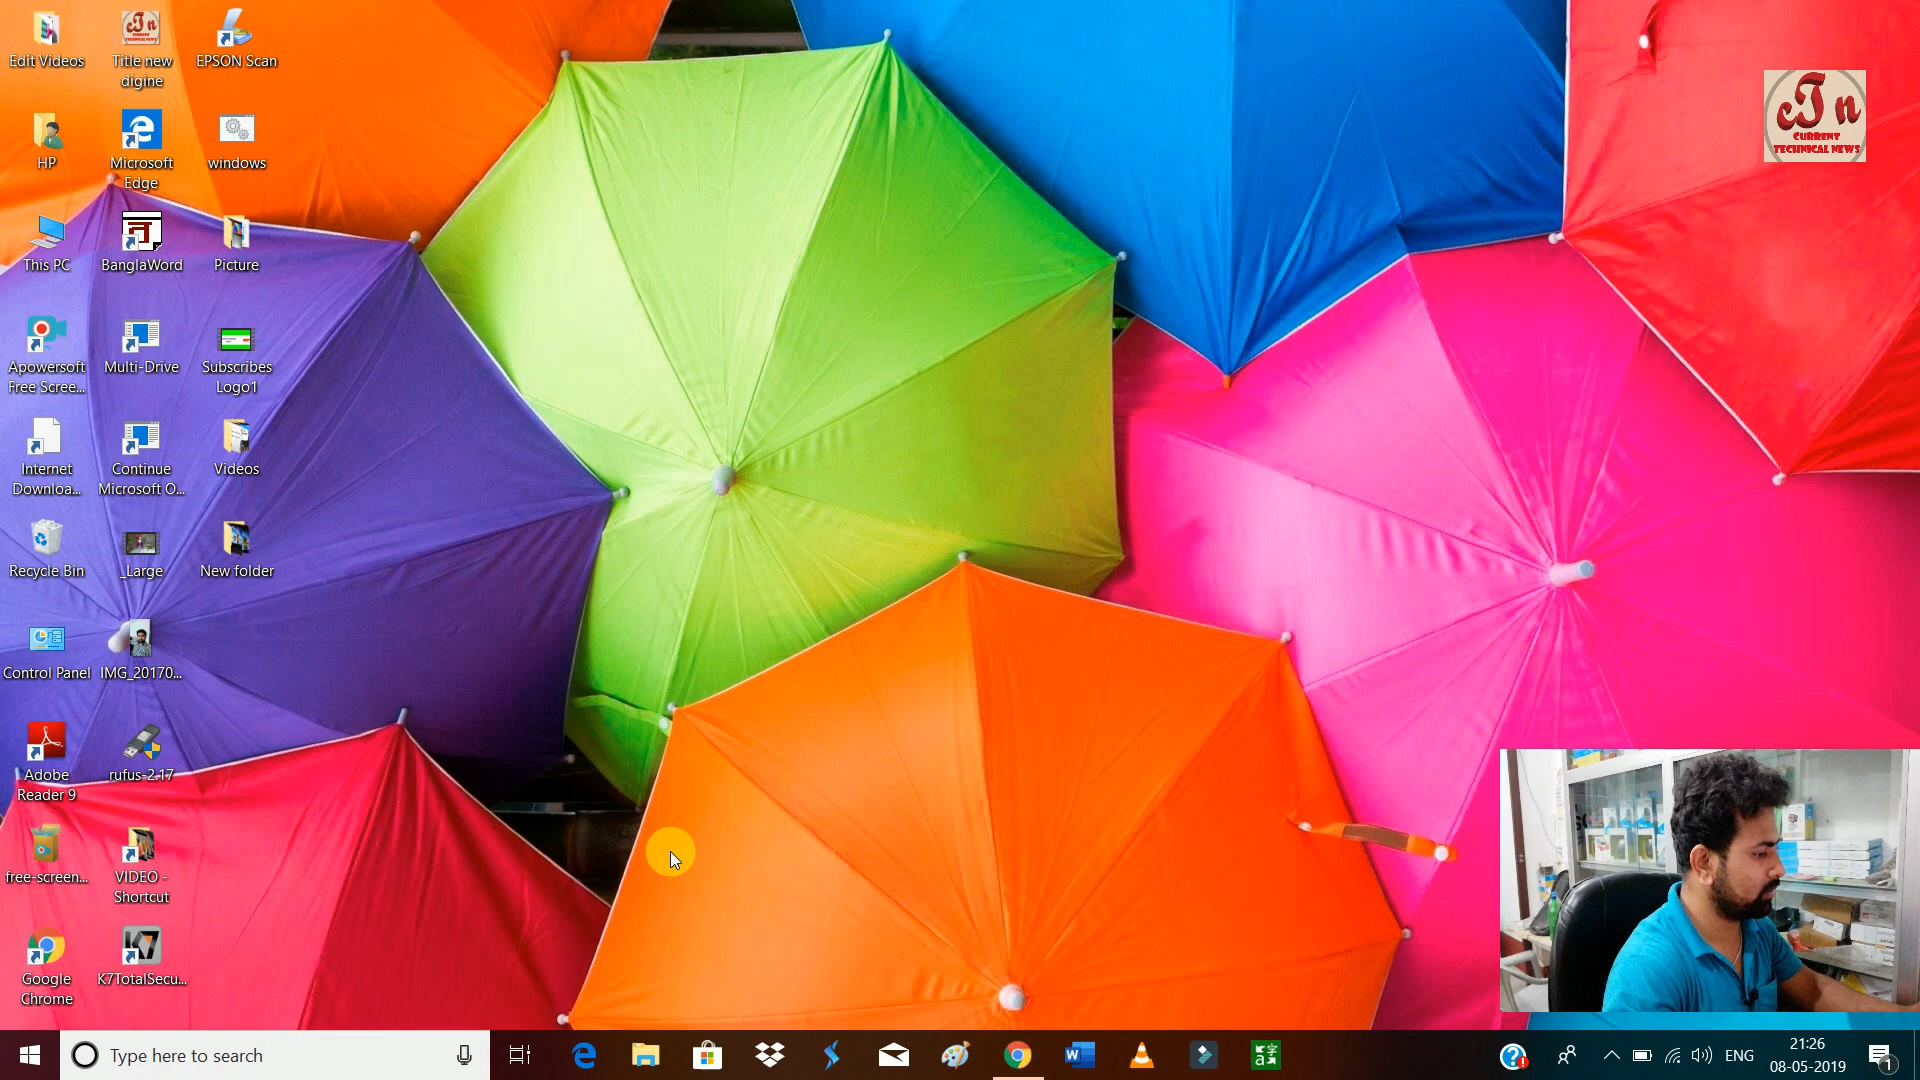 Edit Videos
Title new
digine
EPSON Scan
HP
Microsoft
Edge
windows
This PC
BanglaWord
Picture
Apowersoft
Free Scree...
Multi-Drive
Subscribes
Logo1
Internet
Downloa...
Continue
Microsoft O...
Videos
Recycle Bin
_Large
New folder
Control Panel
IMG_20170...
Adobe
Reader 9
rufus-2.17
free-screen...
VIDEO -
Shortcut
Google
Chrome
K7TotalSecu...
cTn
CURRENT
TECHNICAL NEWS
Type here to search
ENG
21:26
08-05-2019
1